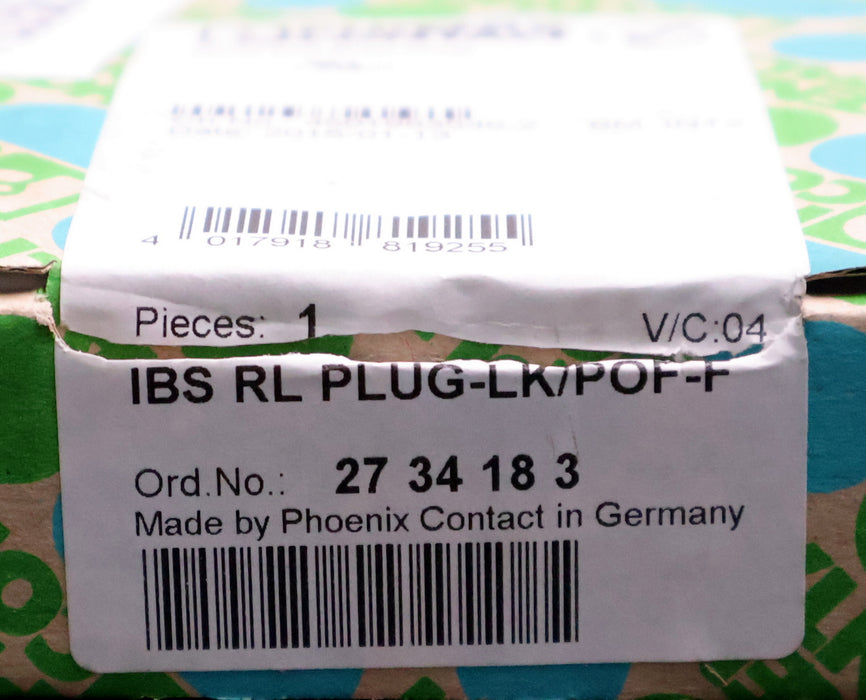 4 017918 819255
Pieces: 1 V/C:04
IBS RL PLUG-LK/POF-F
Ord.No.: 27 34 18 3
Made by Phoenix Contact in Germany